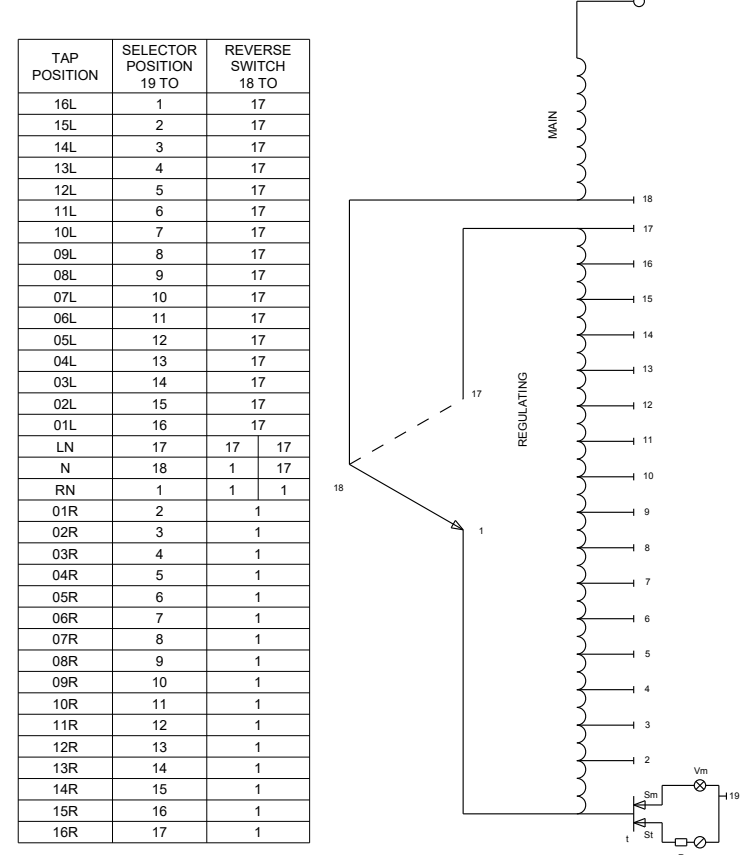 TAP POSITION SELECTOR POSITION 19 TO REVERSE SWITCH 18 TO
16L 1 17
15L 2 17
14L 3 17
13L 4 17
12L 5 17
11L 6 17
10L 7 17
09L 8 17
08L 9 17
07L 10 17
06L 11 17
05L 12 17
04L 13 17
03L 14 17
02L 15 17
01L 16 17
LN 17 17 17
N 18 1 17
RN 1 1 1
01R 2 1
02R 3 1
03R 4 1
04R 5 1
05R 6 1
06R 7 1
07R 8 1
08R 9 1
09R 10 1
10R 11 1
11R 12 1
12R 13 1
13R 14 1
14R 15 1
15R 16 1
16R 17 1
MAIN
18
17
16
15
14
13
12
11
10
9
8
7
6
5
4
3
2
REGULATING
17
18
1
Vm
Sm
19
t
St